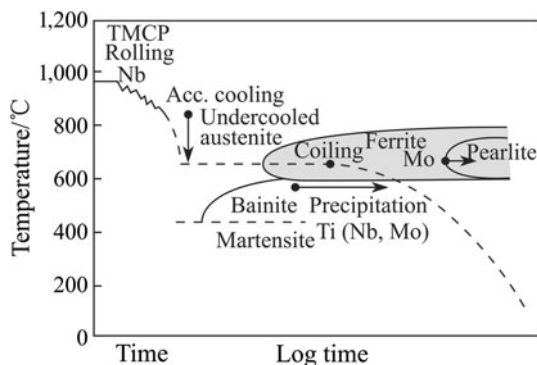 TMCP
Rolling
Nb
Acc. cooling
Undercooled
austenite
Ferrite
Coiling
Mo
Pearlite
Bainite
Precipitation
Ti (Nb, Mo)
Martensite
1,200
1,000
800
600
400
200
0
Temperature/°C
Time
Log time